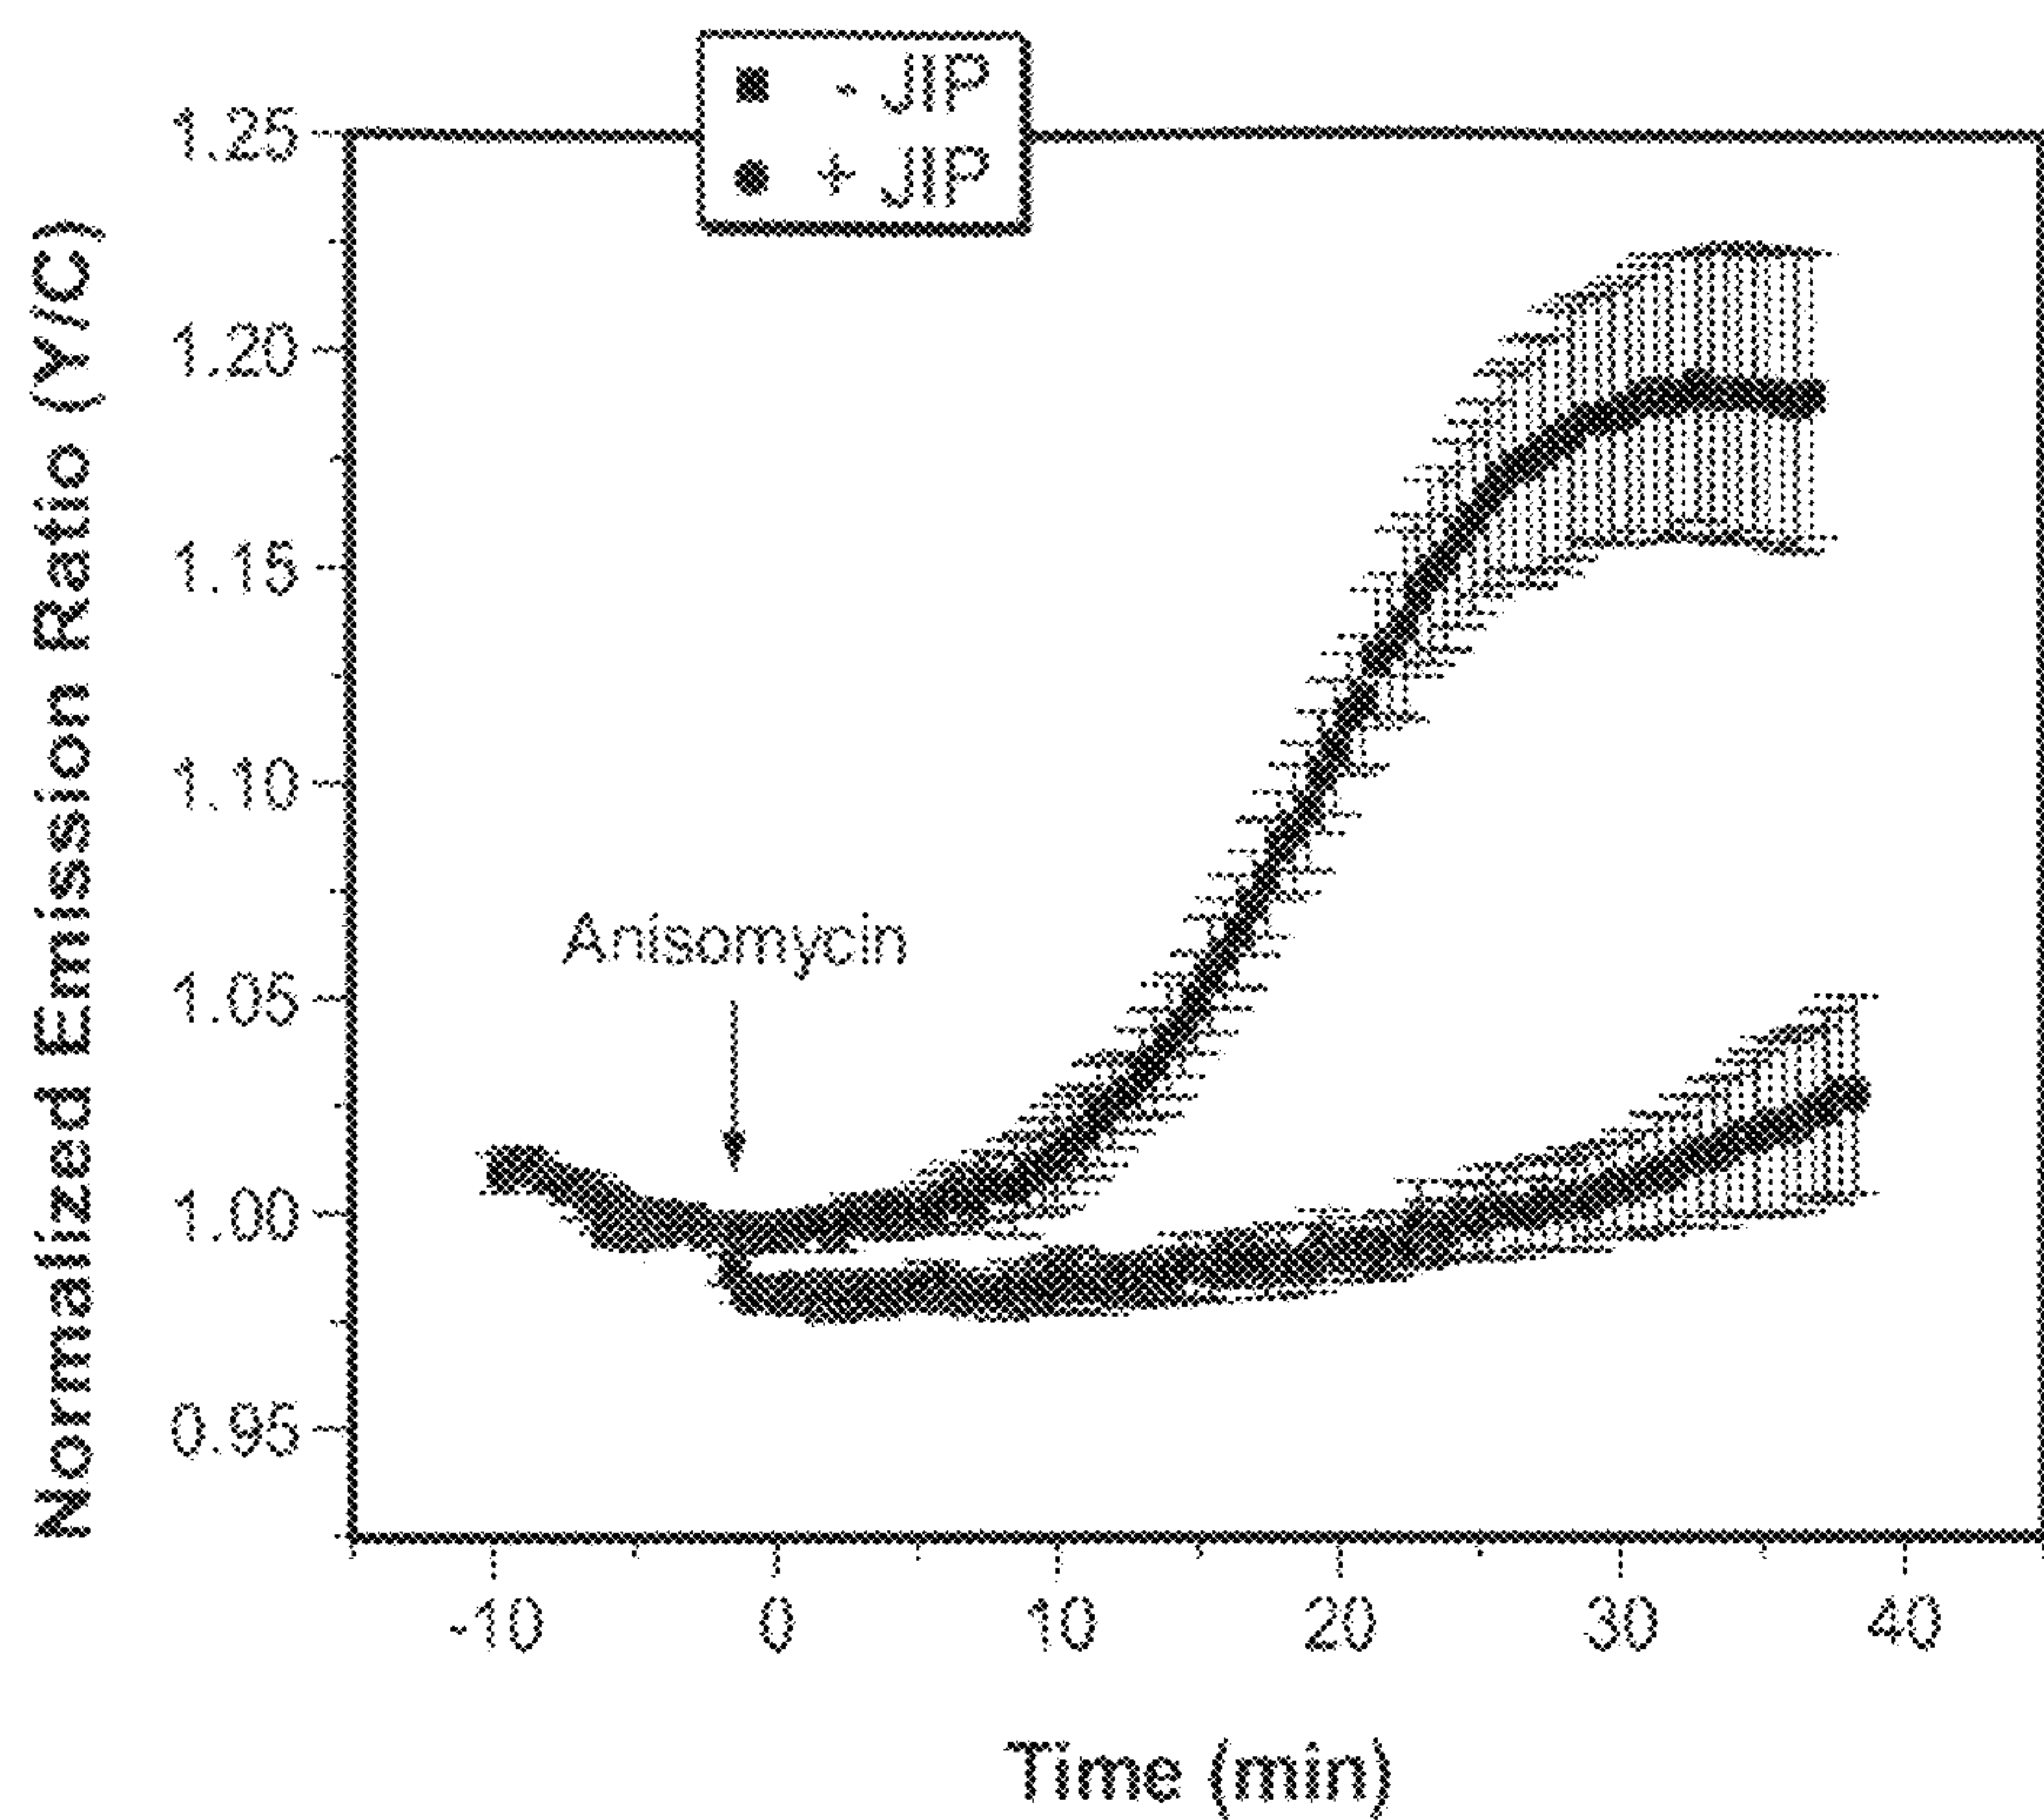 - JIP
+ JIP
Normalized Emission Ratio (Y/C)
1.25
1.20
1.15
1.10
1.05
1.00
0.95
Anisomycin
-10 0 10 20 30 40
Time (min)